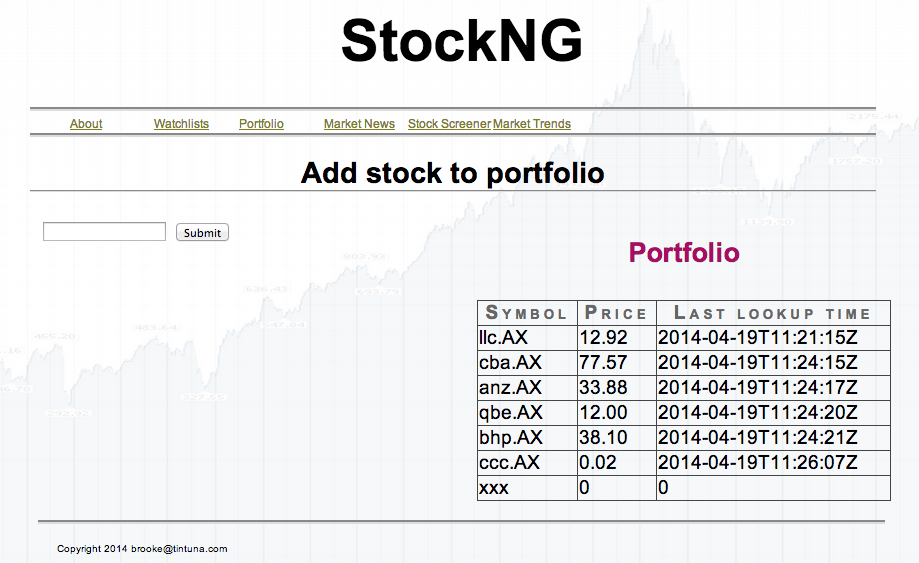 StockNG
About Watchlists Portfolio Market News Stock Screener Market Trends
Add stock to portfolio
Submit
Portfolio
Symbol Price Last lookup time
llc.AX 12.92 2014-04-19T11:21:15Z
cba.AX 77.57 2014-04-19T11:24:15Z
anz.AX 33.88 2014-04-19T11:24:17Z
qbe.AX 12.00 2014-04-19T11:24:20Z
bhp.AX 38.10 2014-04-19T11:24:21Z
ccc.AX 0.02 2014-04-19T11:26:07Z
xxx 0 0
Copyright 2014 brooke@tintuna.com